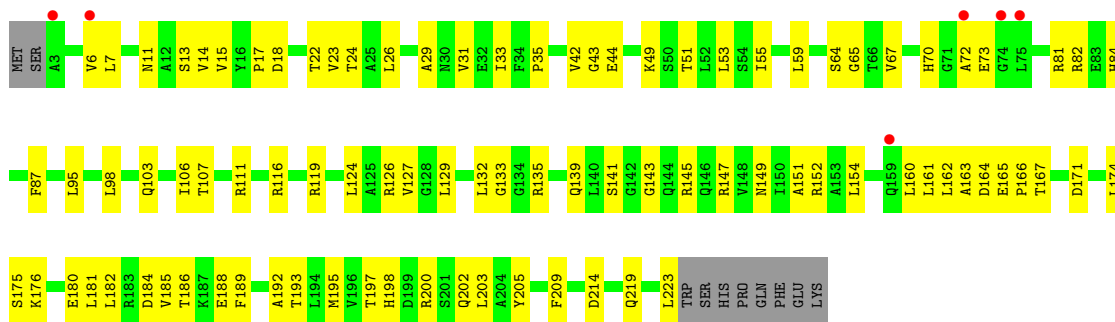 MET SER A3 V6 L7 N11 A12 S13 V14 V15 Y16 P17 D18 T22 V23 T24 A25 L26 A29 N30 V31 E32 I33 F34 P35 V42 G43 E44 K49 S50 T51 L52 L53 S54 I55 L59 S64 G65 T66 V67 H70 G71 A72 E73 G74 L75 R81 R82 E83 H84
F87 L95 L98 Q103 I106 T107 R111 R116 R119 L124 A125 R126 V127 G128 L129 L132 G133 G134 R135 Q139 L140 S141 G142 G143 Q144 R145 Q146 R147 V148 N149 I150 A151 R152 A153 L154 Q159 L160 L161 L162 A163 D164 E165 P166 T167 D171 L174
S175 K176 E180 L181 L182 R183 D184 V185 T186 K187 E188 F189 A192 T193 L194 M195 V196 T197 H198 D199 R200 S201 Q202 L203 A204 Y205 F209 D214 Q219 L223 TRP SER HIS PRO GLN PHE GLU LYS